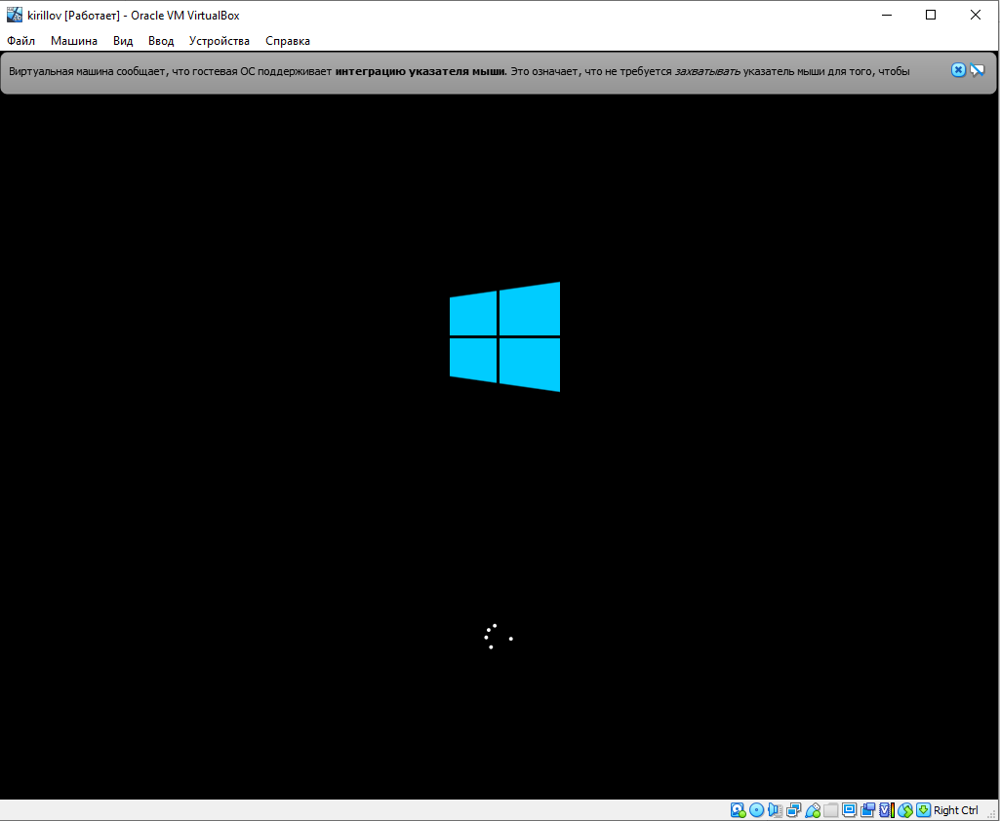 kirillov [Работает] - Oracle VM VirtualBox
Файл Машина Вид Ввод Устройства Справка
Виртуальная машина сообщает, что гостевая ОС поддерживает интеграцию указателя мыши. Это означает, что не требуется захватывать указатель мыши для того, чтобы
Right Ctrl